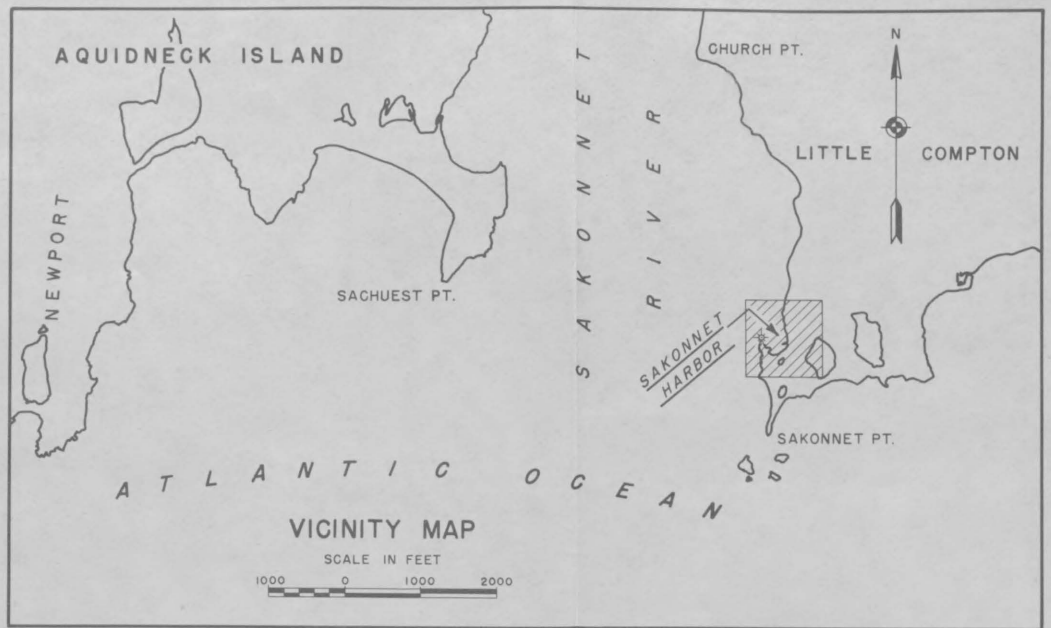 AQUIDNECK ISLAND
SAKONNET
RIVER
CHURCH PT.
N
LITTLE COMPTON
NEWPORT
SACHUEST PT.
SAKONNET
HARBOR
SAKONNET PT.
ATLANTIC OCEAN
VICINITY MAP
SCALE IN FEET
1000 0 1000 2000